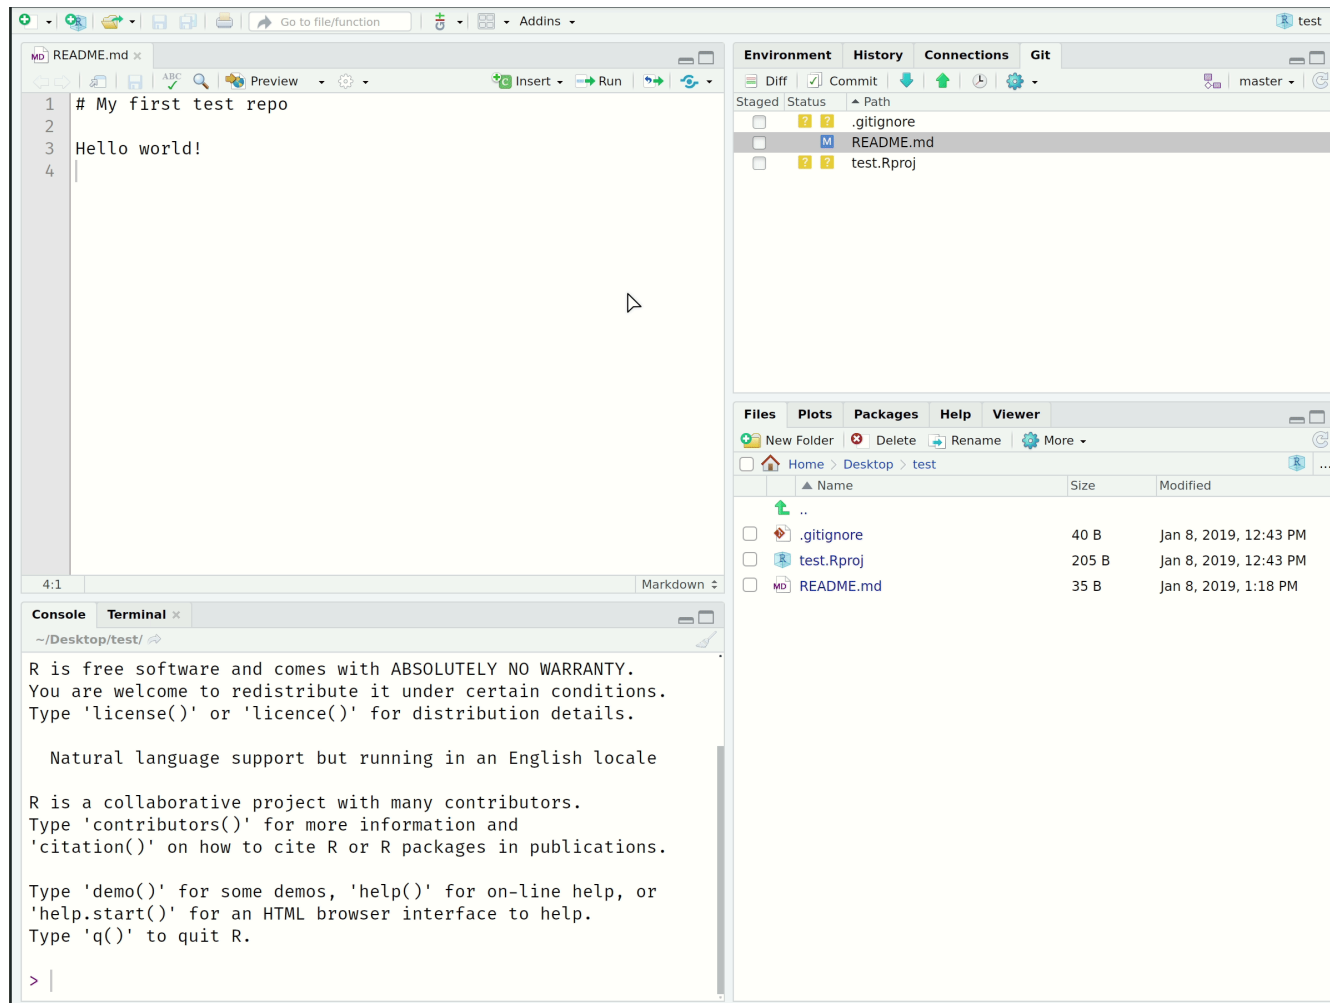 Go to file/function
Addins
test
README.md
Preview
Insert
Run
1 # My first test repo
2
3 Hello world!
4
4:1
Markdown
Console Terminal
~/Desktop/test/
R is free software and comes with ABSOLUTELY NO WARRANTY.
You are welcome to redistribute it under certain conditions.
Type 'license()' or 'licence()' for distribution details.
Natural language support but running in an English locale
R is a collaborative project with many contributors.
Type 'contributors()' for more information and
'citation()' on how to cite R or R packages in publications.
Type 'demo()' for some demos, 'help()' for on-line help, or
'help.start()' for an HTML browser interface to help.
Type 'q()' to quit R.
>
Environment History Connections Git
Diff Commit master
Staged Status Path
? ? .gitignore
M README.md
? ? test.Rproj
Files Plots Packages Help Viewer
New Folder Delete Rename More
Home > Desktop > test ...
Name Size Modified
..
.gitignore 40 B Jan 8, 2019, 12:43 PM
test.Rproj 205 B Jan 8, 2019, 12:43 PM
MD README.md 35 B Jan 8, 2019, 1:18 PM